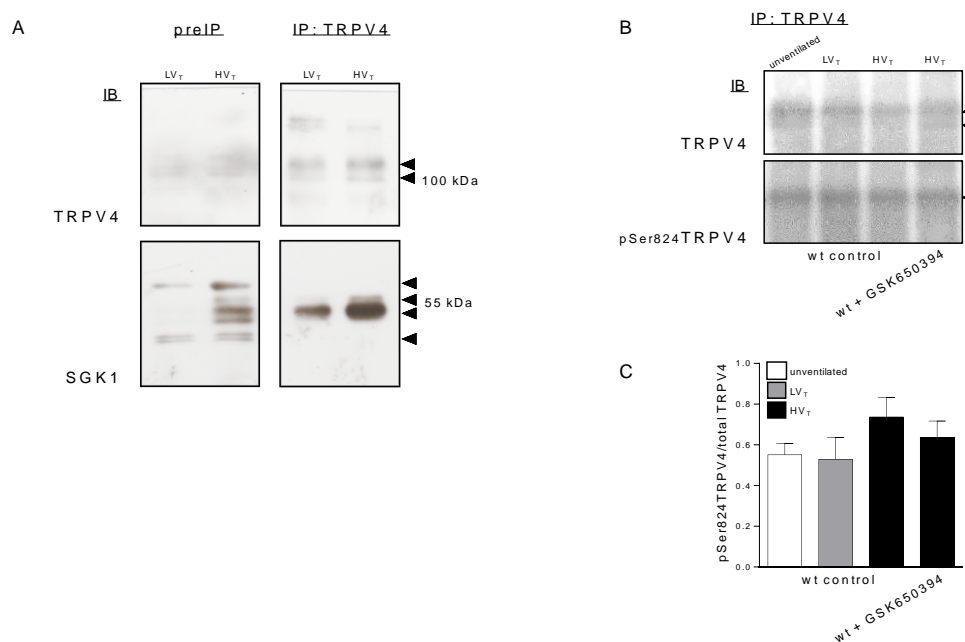 A
preIP
IP: TRPV4
LVT
HVT
LVT
HVT
IB
100 kDa
TRPV4
55 kDa
SGK1
B
IP: TRPV4
unventilated
LVT
HVT
HVT
IB
TRPV4
pSer824TRPV4
wt control
wt + GSK650394
C
pSer824TRPV4/total TRPV4
1.0
0.8
0.6
0.4
0.2
0.0
unventilated
LVT
HVT
wt control
wt + GSK650394